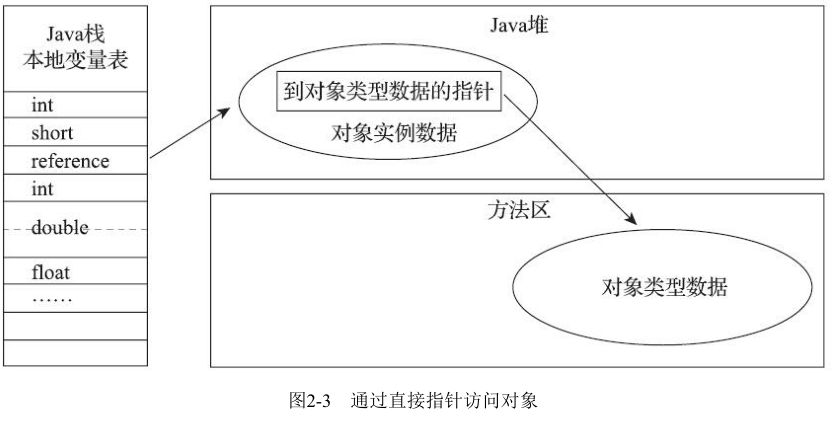 Java栈
本地变量表
int
short
reference
int
double
float
……
Java堆
到对象类型数据的指针
对象实例数据
方法区
对象类型数据
图2-3 通过直接指针访问对象